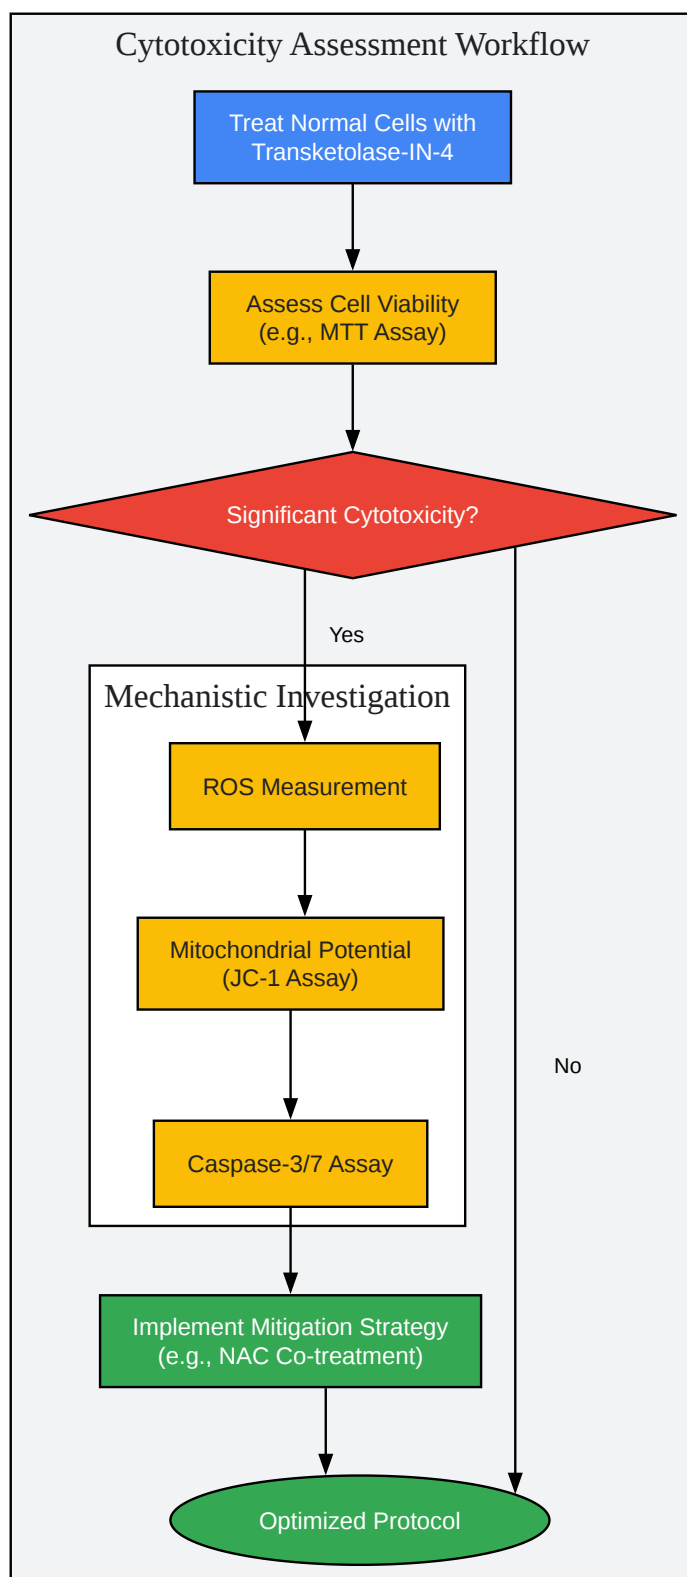 Cytotoxicity Assessment Workflow
Treat Normal Cells with
Transketolase-IN-4
Assess Cell Viability
(e.g., MTT Assay)
Significant Cytotoxicity?
Yes
Mechanistic Investigation
ROS Measurement
Mitochondrial Potential
(JC-1 Assay)
No
Caspase-3/7 Assay
Implement Mitigation Strategy
(e.g., NAC Co-treatment)
Optimized Protocol